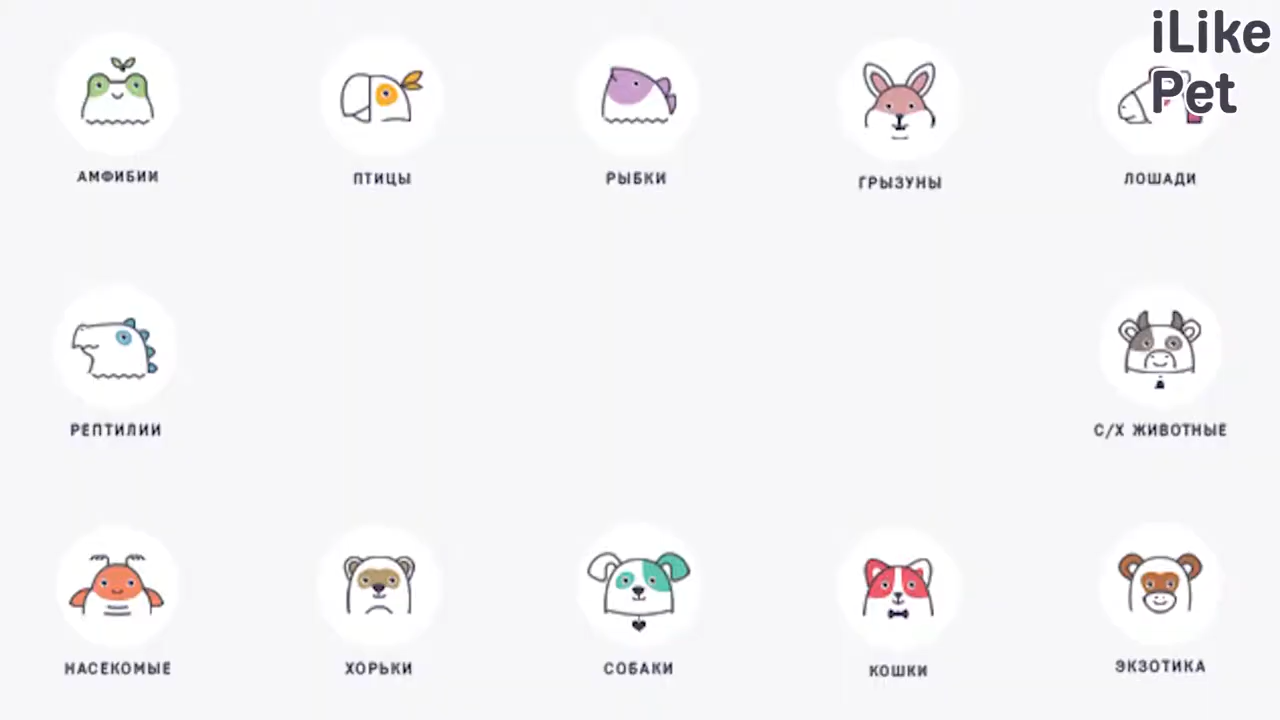 iLike
Pet
АМФИБИИ
ПТИЦЫ
РЫБКИ
ГРЫЗУНЫ
ЛОШАДИ
РЕПТИЛИИ
С/Х ЖИВОТНЫЕ
НАСЕКОМЫЕ
ХОРЬКИ
СОБАКИ
КОШКИ
ЭКЗОТИКА